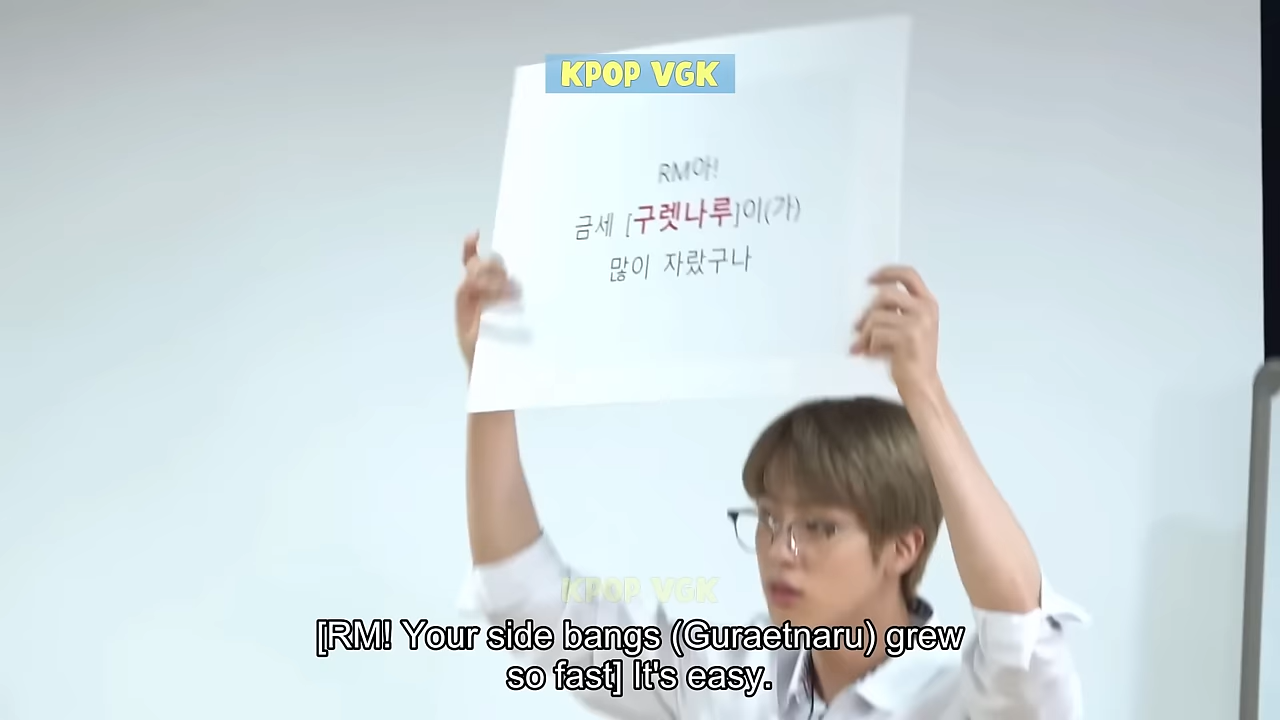 KPOP VGK
RM아!
금세 [구렛나루]이(가)
많이 자랐구나
KPOP VGK
[RM! Your side bangs (Guraetnaru) grew
so fast] It's easy.